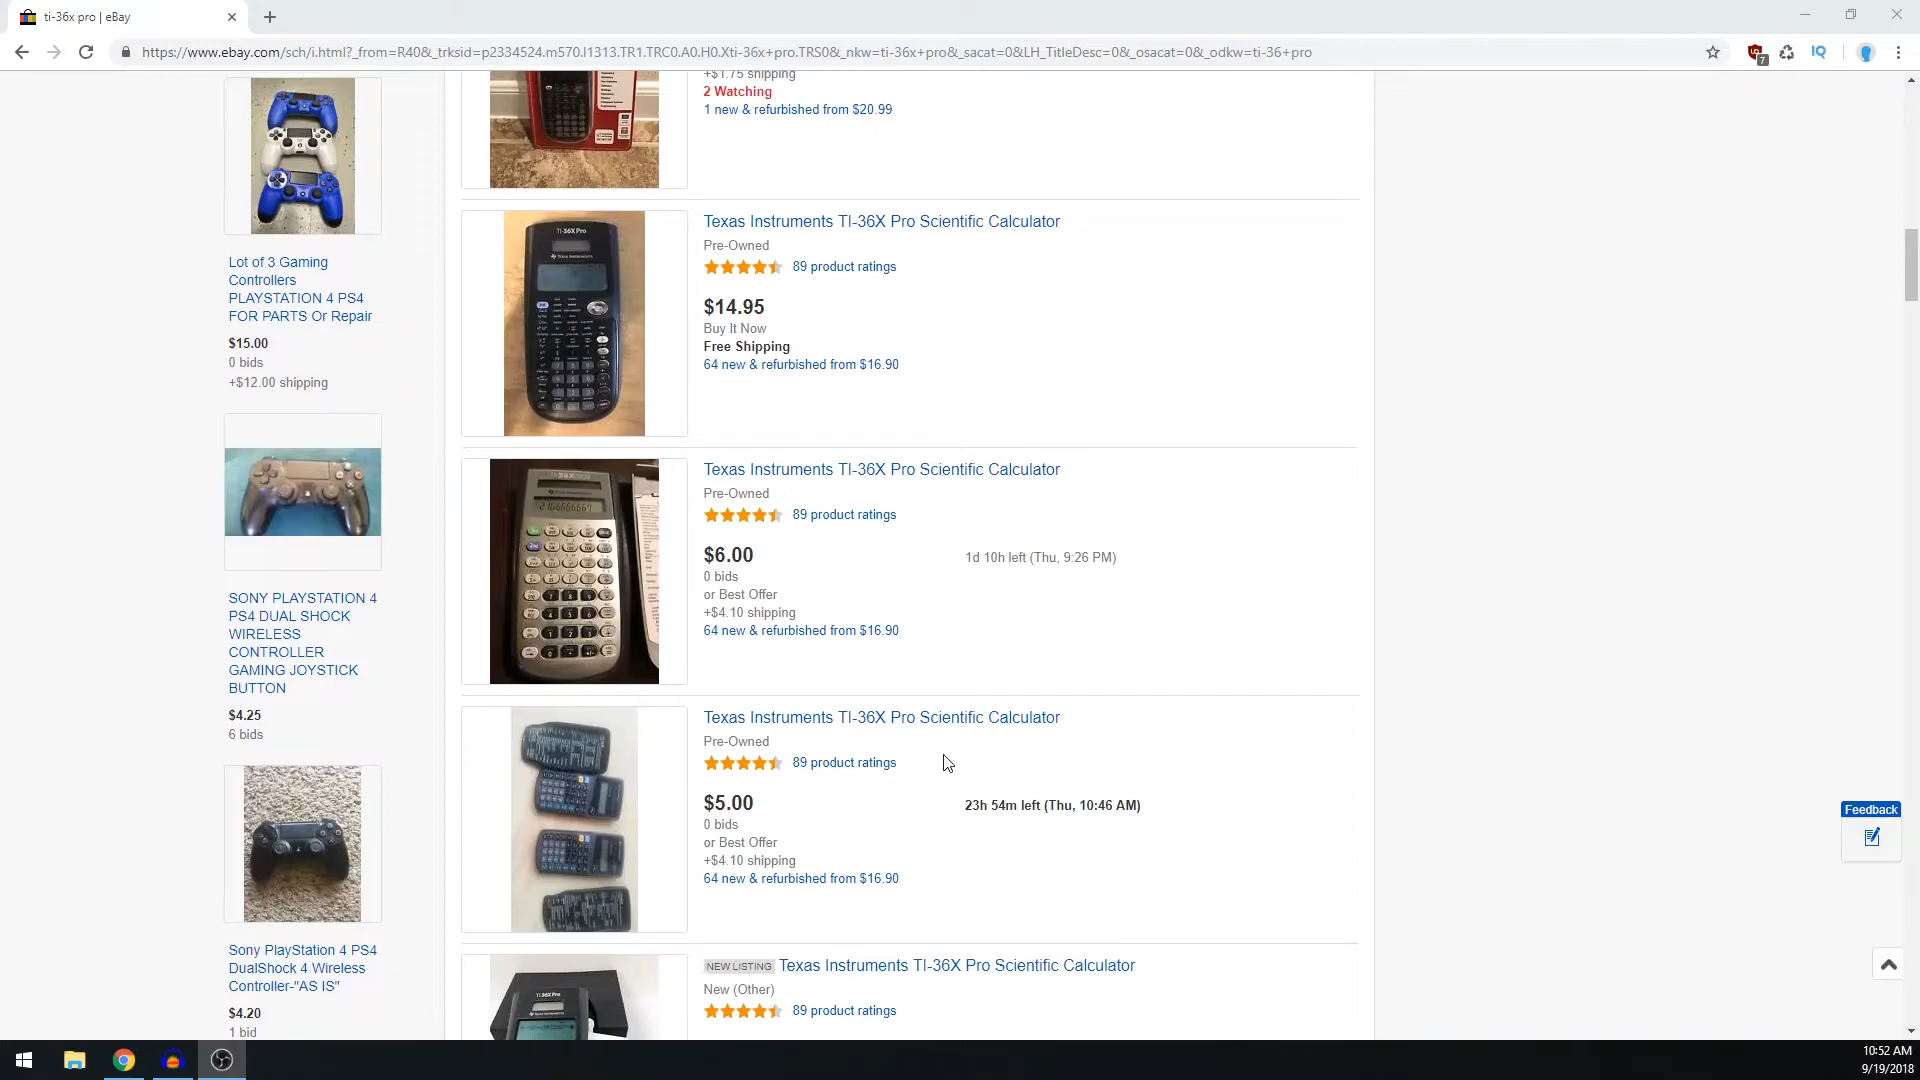 ti-36x pro | eBay
https://www.ebay.com/sch/i.html?_from=R40&_trksid=p2334524.m570.l1313.TR1.TRC0.A0.H0.Xti-36x+pro.TRS0&_nkw=ti-36x+pro&_sacat=0&LH_TitleDesc=0&_osacat=0&_odkw=ti-36+pro
7
IQ
+$1.75 shipping
2 Watching
1 new & refurbished from $20.99
Lot of 3 Gaming
Controllers
PLAYSTATION 4 PS4
FOR PARTS Or Repair
$15.00
0 bids
+$12.00 shipping
SONY PLAYSTATION 4
PS4 DUAL SHOCK
WIRELESS
CONTROLLER
GAMING JOYSTICK
BUTTON
$4.25
6 bids
Sony PlayStation 4 PS4
DualShock 4 Wireless
Controller-"AS IS"
$4.20
1 bid
TI-36X Pro
TEXAS INSTRUMENTS
Texas Instruments TI-36X Pro Scientific Calculator
Pre-Owned
89 product ratings
$14.95
Buy It Now
Free Shipping
64 new & refurbished from $16.90
Texas Instruments TI-36X Pro Scientific Calculator
Pre-Owned
89 product ratings
$6.00
1d 10h left (Thu, 9:26 PM)
0 bids
or Best Offer
+$4.10 shipping
64 new & refurbished from $16.90
Texas Instruments TI-36X Pro Scientific Calculator
Pre-Owned
89 product ratings
$5.00
23h 54m left (Thu, 10:46 AM)
0 bids
or Best Offer
+$4.10 shipping
64 new & refurbished from $16.90
TI-36X Pro
NEW LISTING Texas Instruments TI-36X Pro Scientific Calculator
New (Other)
89 product ratings
Feedback
10:52 AM
9/19/2018